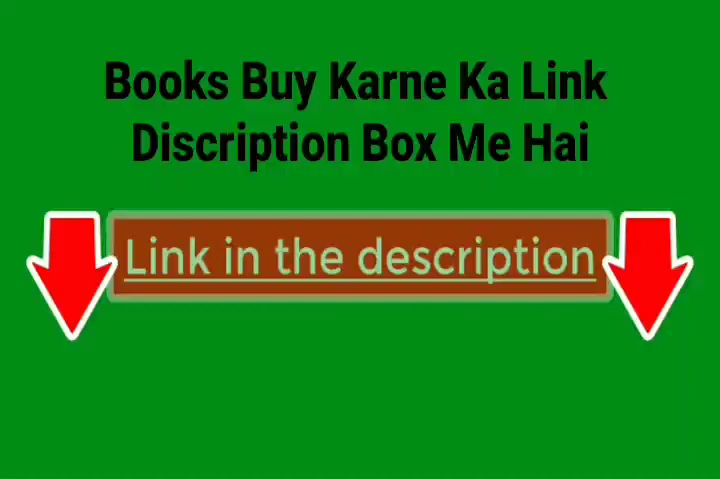 Books Buy Karne Ka Link
Discription Box Me Hai
Link in the description